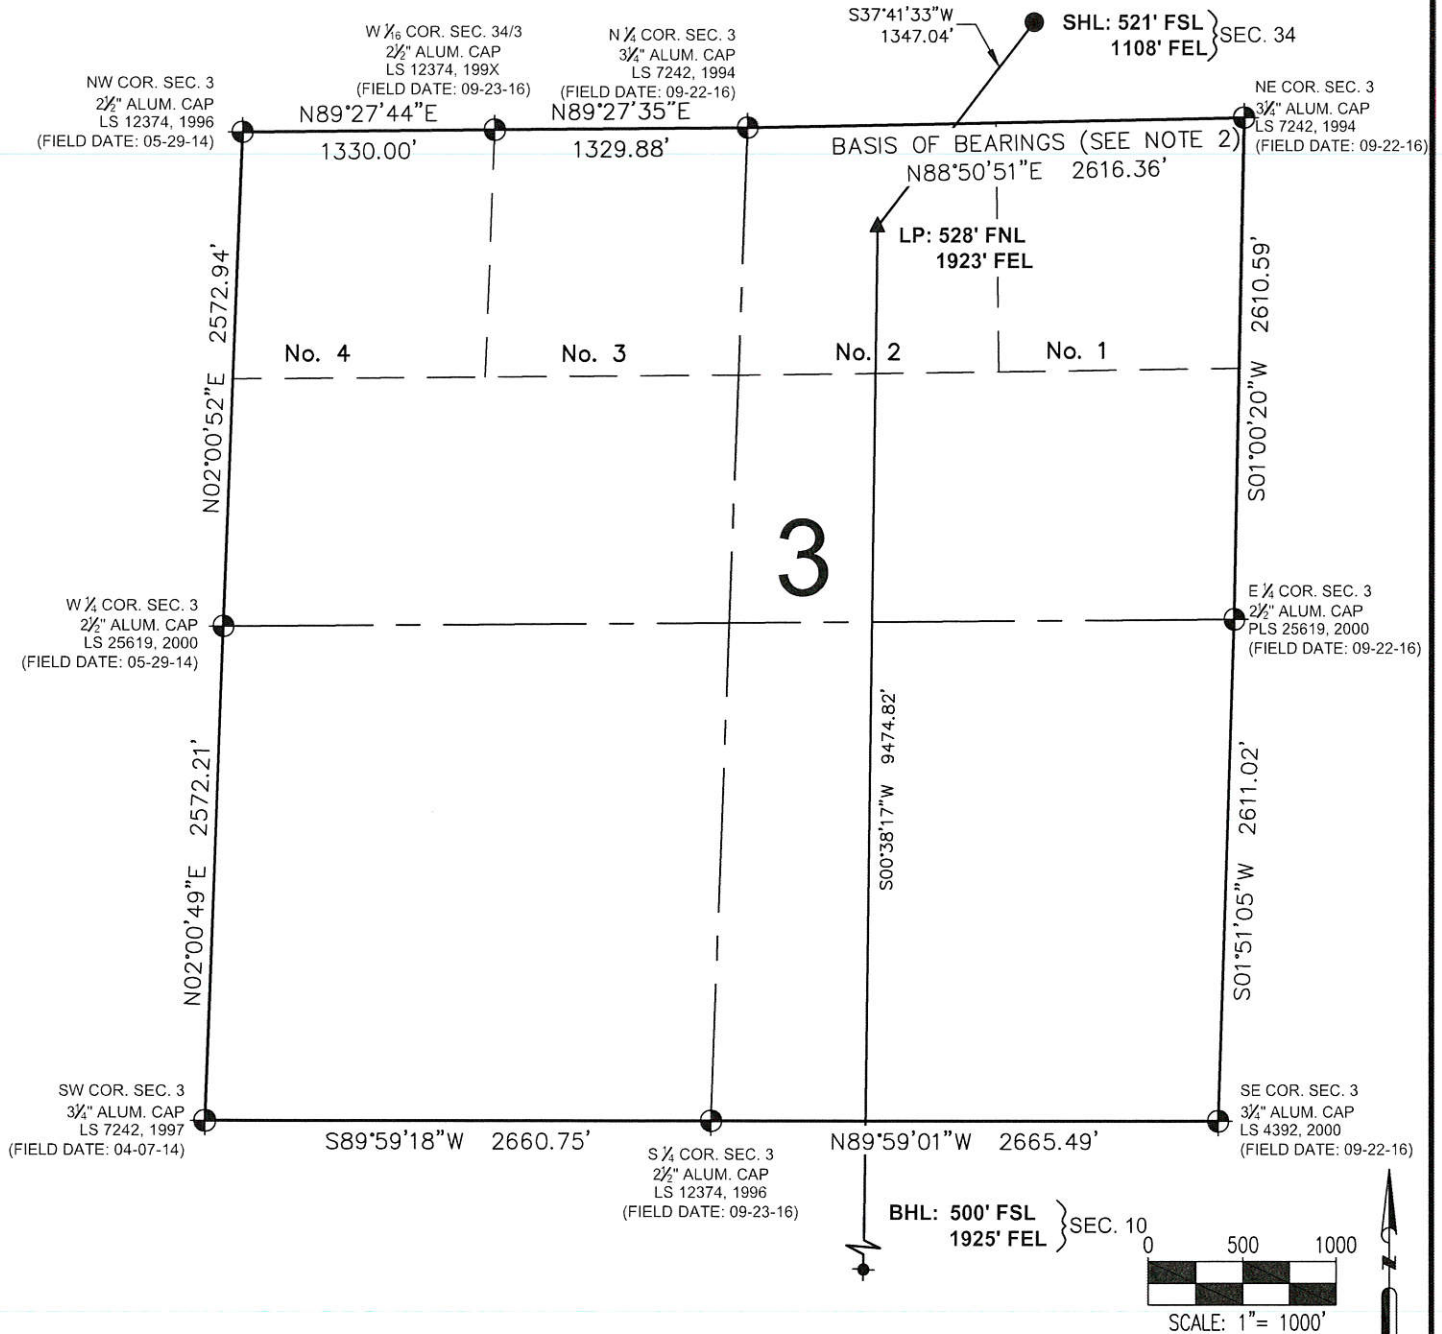 S37°41'33"W
1347.04'
SHL: 521' FSL
1108' FEL
SEC. 34
W 1/16 COR. SEC. 34/3
2½" ALUM. CAP
LS 12374, 199X
(FIELD DATE: 09-23-16)
N ¼ COR. SEC. 3
3¼" ALUM. CAP
LS 7242, 1994
(FIELD DATE: 09-22-16)
NW COR. SEC. 3
2½" ALUM. CAP
LS 12374, 1996
(FIELD DATE: 05-29-14)
NE COR. SEC. 3
3¼" ALUM. CAP
LS 7242, 1994
(FIELD DATE: 09-22-16)
N89°27'44"E
1330.00'
N89°27'35"E
1329.88'
BASIS OF BEARINGS (SEE NOTE 2)
N88°50'51"E 2616.36'
LP: 528' FNL
1923' FEL
N02°00'52"E 2572.94'
S01°00'20"W 2610.59'
No. 4
No. 3
No. 2
No. 1
3
W ¼ COR. SEC. 3
2½" ALUM. CAP
LS 25619, 2000
(FIELD DATE: 05-29-14)
E ¼ COR. SEC. 3
2½" ALUM. CAP
PLS 25619, 2000
(FIELD DATE: 09-22-16)
N02°00'49"E 2572.21'
S00°38'17"W 9474.82'
S01°51'05"W 2611.02'
SW COR. SEC. 3
3¼" ALUM. CAP
LS 7242, 1997
(FIELD DATE: 04-07-14)
S89°59'18"W 2660.75'
S ¼ COR. SEC. 3
2½" ALUM. CAP
LS 12374, 1996
(FIELD DATE: 09-23-16)
N89°59'01"W 2665.49'
SE COR. SEC. 3
3¼" ALUM. CAP
LS 4392, 2000
(FIELD DATE: 09-22-16)
BHL: 500' FSL
1925' FEL
SEC. 10
0 500 1000
SCALE: 1"= 1000'
N